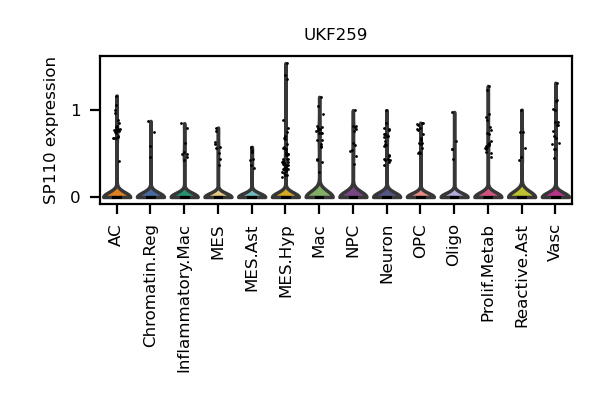 UKF259
SP110 expression
1
0
AC
Chromatin.Reg
Inflammatory.Mac
MES
MES.Ast
MES.Hyp
Mac
NPC
Neuron
OPC
Oligo
Prolif.Metab
Reactive.Ast
Vasc